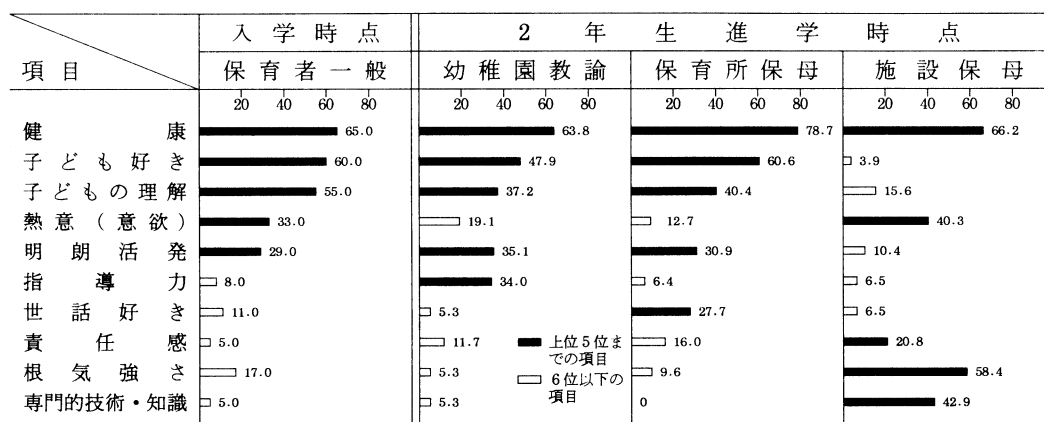 入学時点 2年生進学時点
項目 保育者一般 幼稚園教諭 保育所保母 施設保母
20 40 60 80 20 40 60 80 20 40 60 80 20 40 60 80
健康 65.0 63.8 78.7 66.2
子ども好き 60.0 47.9 60.6 3.9
子どもの理解 55.0 37.2 40.4 15.6
熱意(意欲) 33.0 19.1 12.7 40.3
明朗活発 29.0 35.1 30.9 10.4
指導力 8.0 34.0 6.4 6.5
世話好き 11.0 5.3 27.7 6.5
責任感 5.0 11.7 16.0 20.8
根気強さ 17.0 5.3 9.6 58.4
専門的技術・知識 5.0 5.3 0 42.9
上位5位ま
での項目
6位以下の
項目